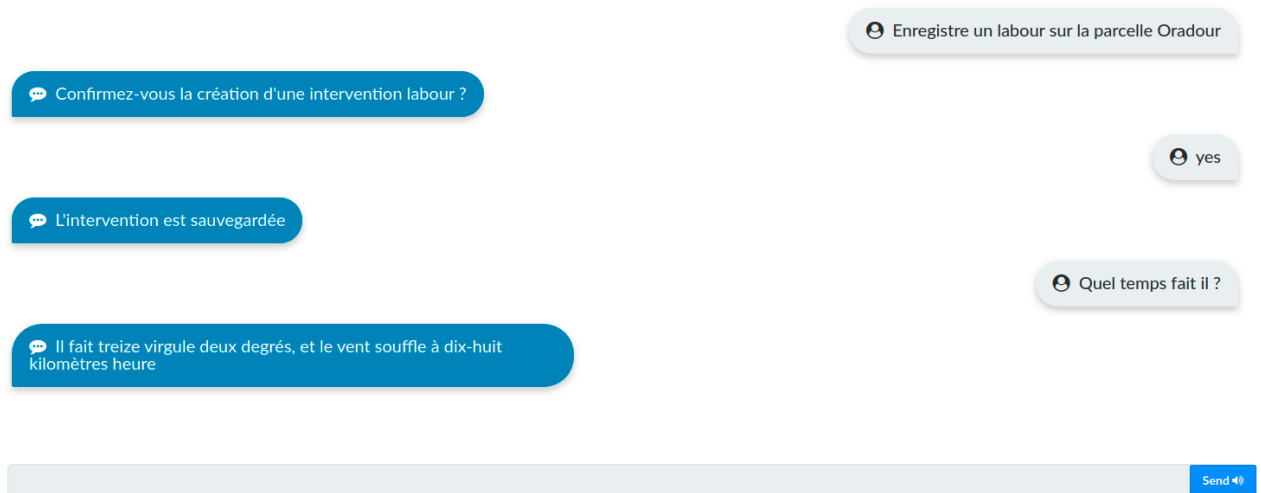 Enregistre un labour sur la parcelle Oradour
Confirmez-vous la création d'une intervention labour ?
yes
L'intervention est sauvegardée
Quel temps fait il ?
Il fait treize virgule deux degrés, et le vent souffle à dix-huit
kilomètres heure
Send